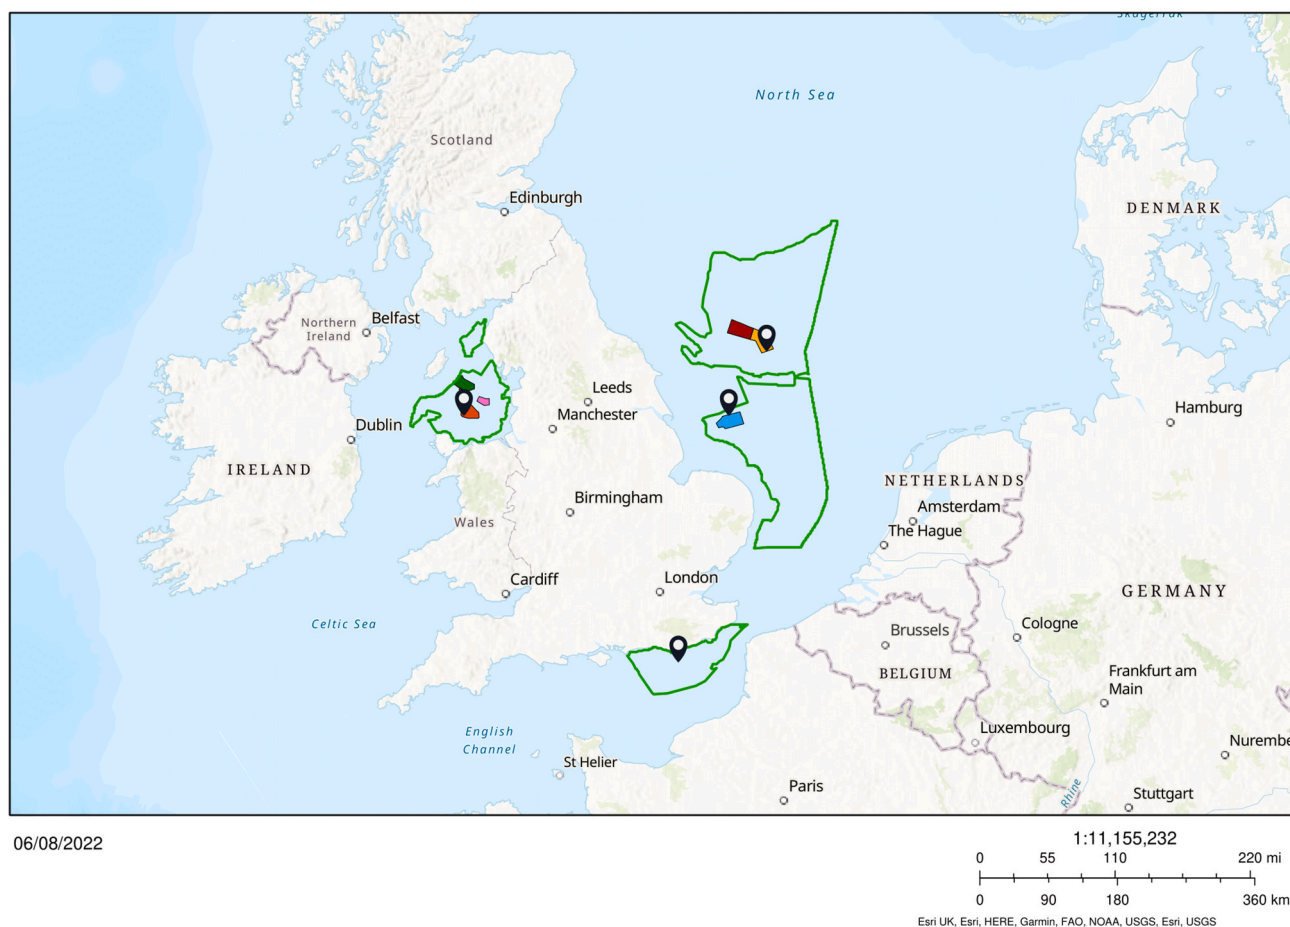 Skagerrak
North Sea
Scotland
Edinburgh
DENMARK
Northern
Ireland
Belfast
Leeds
Manchester
Hamburg
Dublin
IRELAND
NETHERLANDS
Birmingham
Amsterdam
Wales
The Hague
Cardiff
London
GERMANY
Celtic Sea
Brussels
Cologne
BELGIUM
Frankfurt am
Main
English
Channel
Luxembourg
Nurembe
St Helier
Paris
Rhine
Stuttgart
06/08/2022
1:11,155,232
0 55 110 220 mi
0 90 180 360 km
Esri UK, Esri, HERE, Garmin, FAO, NOAA, USGS, Esri, USGS